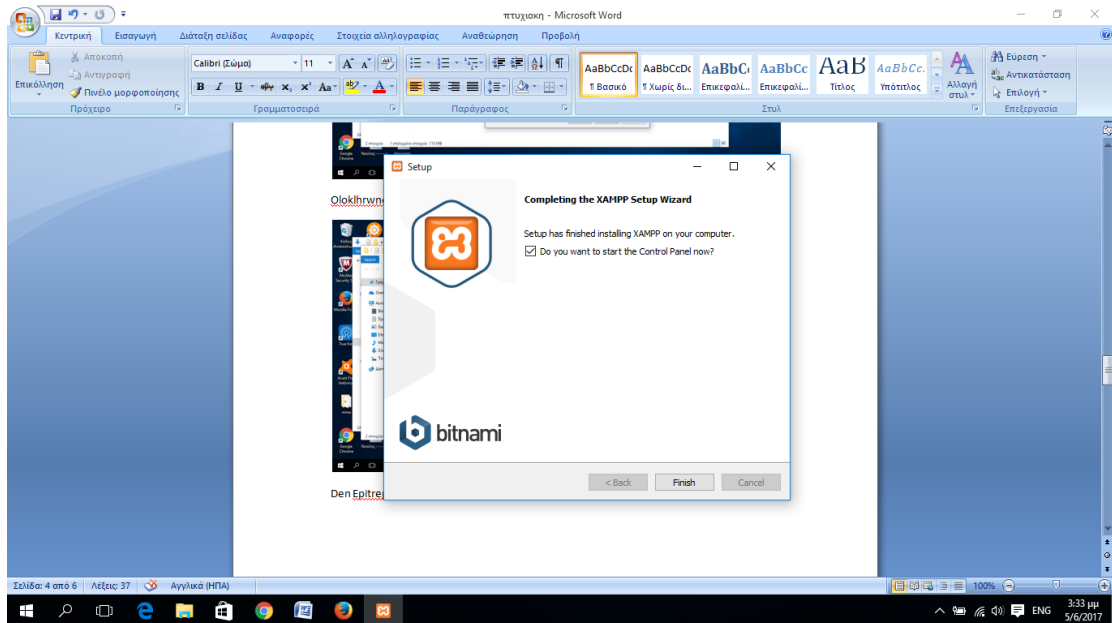 πτυχιακη - Microsoft Word
Κεντρική Εισαγωγή Διάταξη σελίδας Αναφορές Στοιχεία αλληλογραφίας Αναθεώρηση Προβολή
Επικόλληση
Αποκοπή
Αντιγραφή
Πινέλο μορφοποίησης
Πρόχειρο
Calibri (Σώμα) 11
B I U abc x₂ x² Aa
Γραμματοσειρά
Παράγραφος
AaBbCcDc AaBbCcDc AaBbC AaBbCc AaB AaBbCc.
¶ Βασικό ¶ Χωρίς δι... Επικεφαλί... Επικεφαλί... Τίτλος Υπότιτλος
Αλλαγή στυλ
Στυλ
Εύρεση
Αντικατάσταση
Επιλογή
Επεξεργασία
Oloklhrwn
Den Epitre
Setup
Completing the XAMPP Setup Wizard
Setup has finished installing XAMPP on your computer.
Do you want to start the Control Panel now?
bitnami
< Back Finish Cancel
Σελίδα: 4 από 6 Λέξεις: 37 Αγγλικά (ΗΠΑ) 100%
ENG 3:33 μμ
5/6/2017